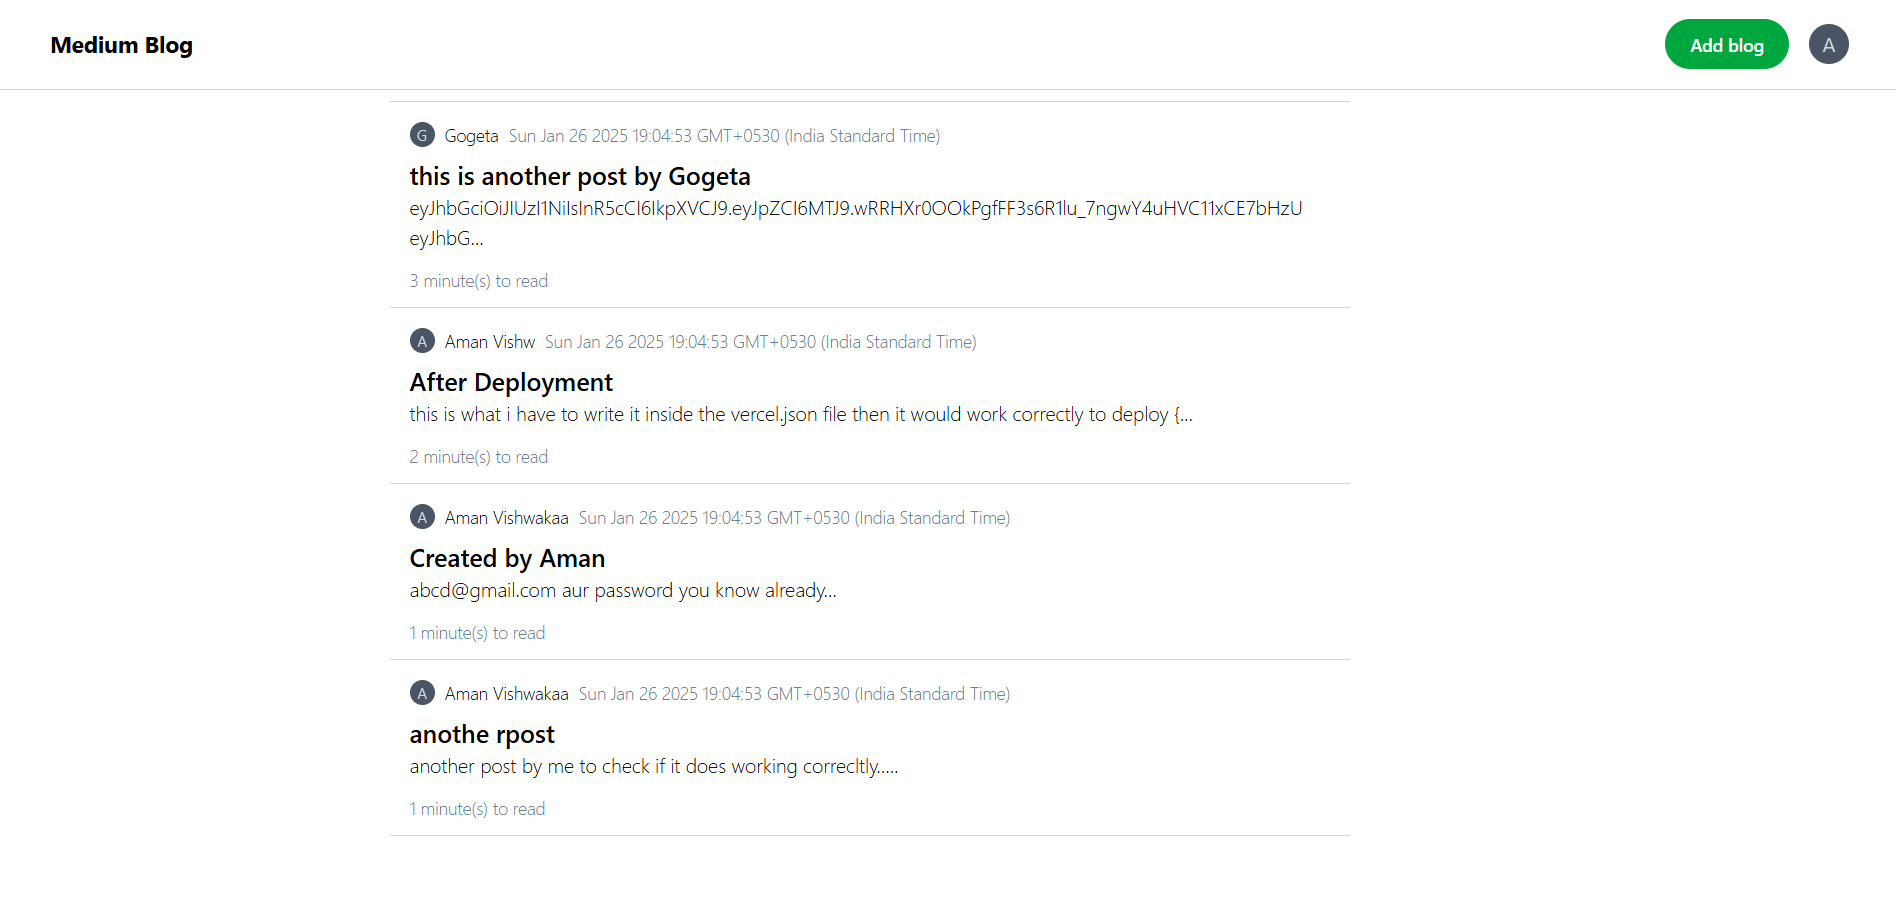 Medium Blog
Add blog
A
G Gogeta Sun Jan 26 2025 19:04:53 GMT+0530 (India Standard Time)
this is another post by Gogeta
eyJhbGciOiJIUzI1NiIsInR5cCI6IkpXVCJ9.eyJpZCI6MTJ9.wRRHXr0OOkPgfFF3s6R1lu_7ngwY4uHVC11xCE7bHzU
eyJhbG...
3 minute(s) to read
A Aman Vishw Sun Jan 26 2025 19:04:53 GMT+0530 (India Standard Time)
After Deployment
this is what i have to write it inside the vercel.json file then it would work correctly to deploy {...
2 minute(s) to read
A Aman Vishwakaa Sun Jan 26 2025 19:04:53 GMT+0530 (India Standard Time)
Created by Aman
abcd@gmail.com aur password you know already...
1 minute(s) to read
A Aman Vishwakaa Sun Jan 26 2025 19:04:53 GMT+0530 (India Standard Time)
anothe rpost
another post by me to check if it does working correcltly.....
1 minute(s) to read